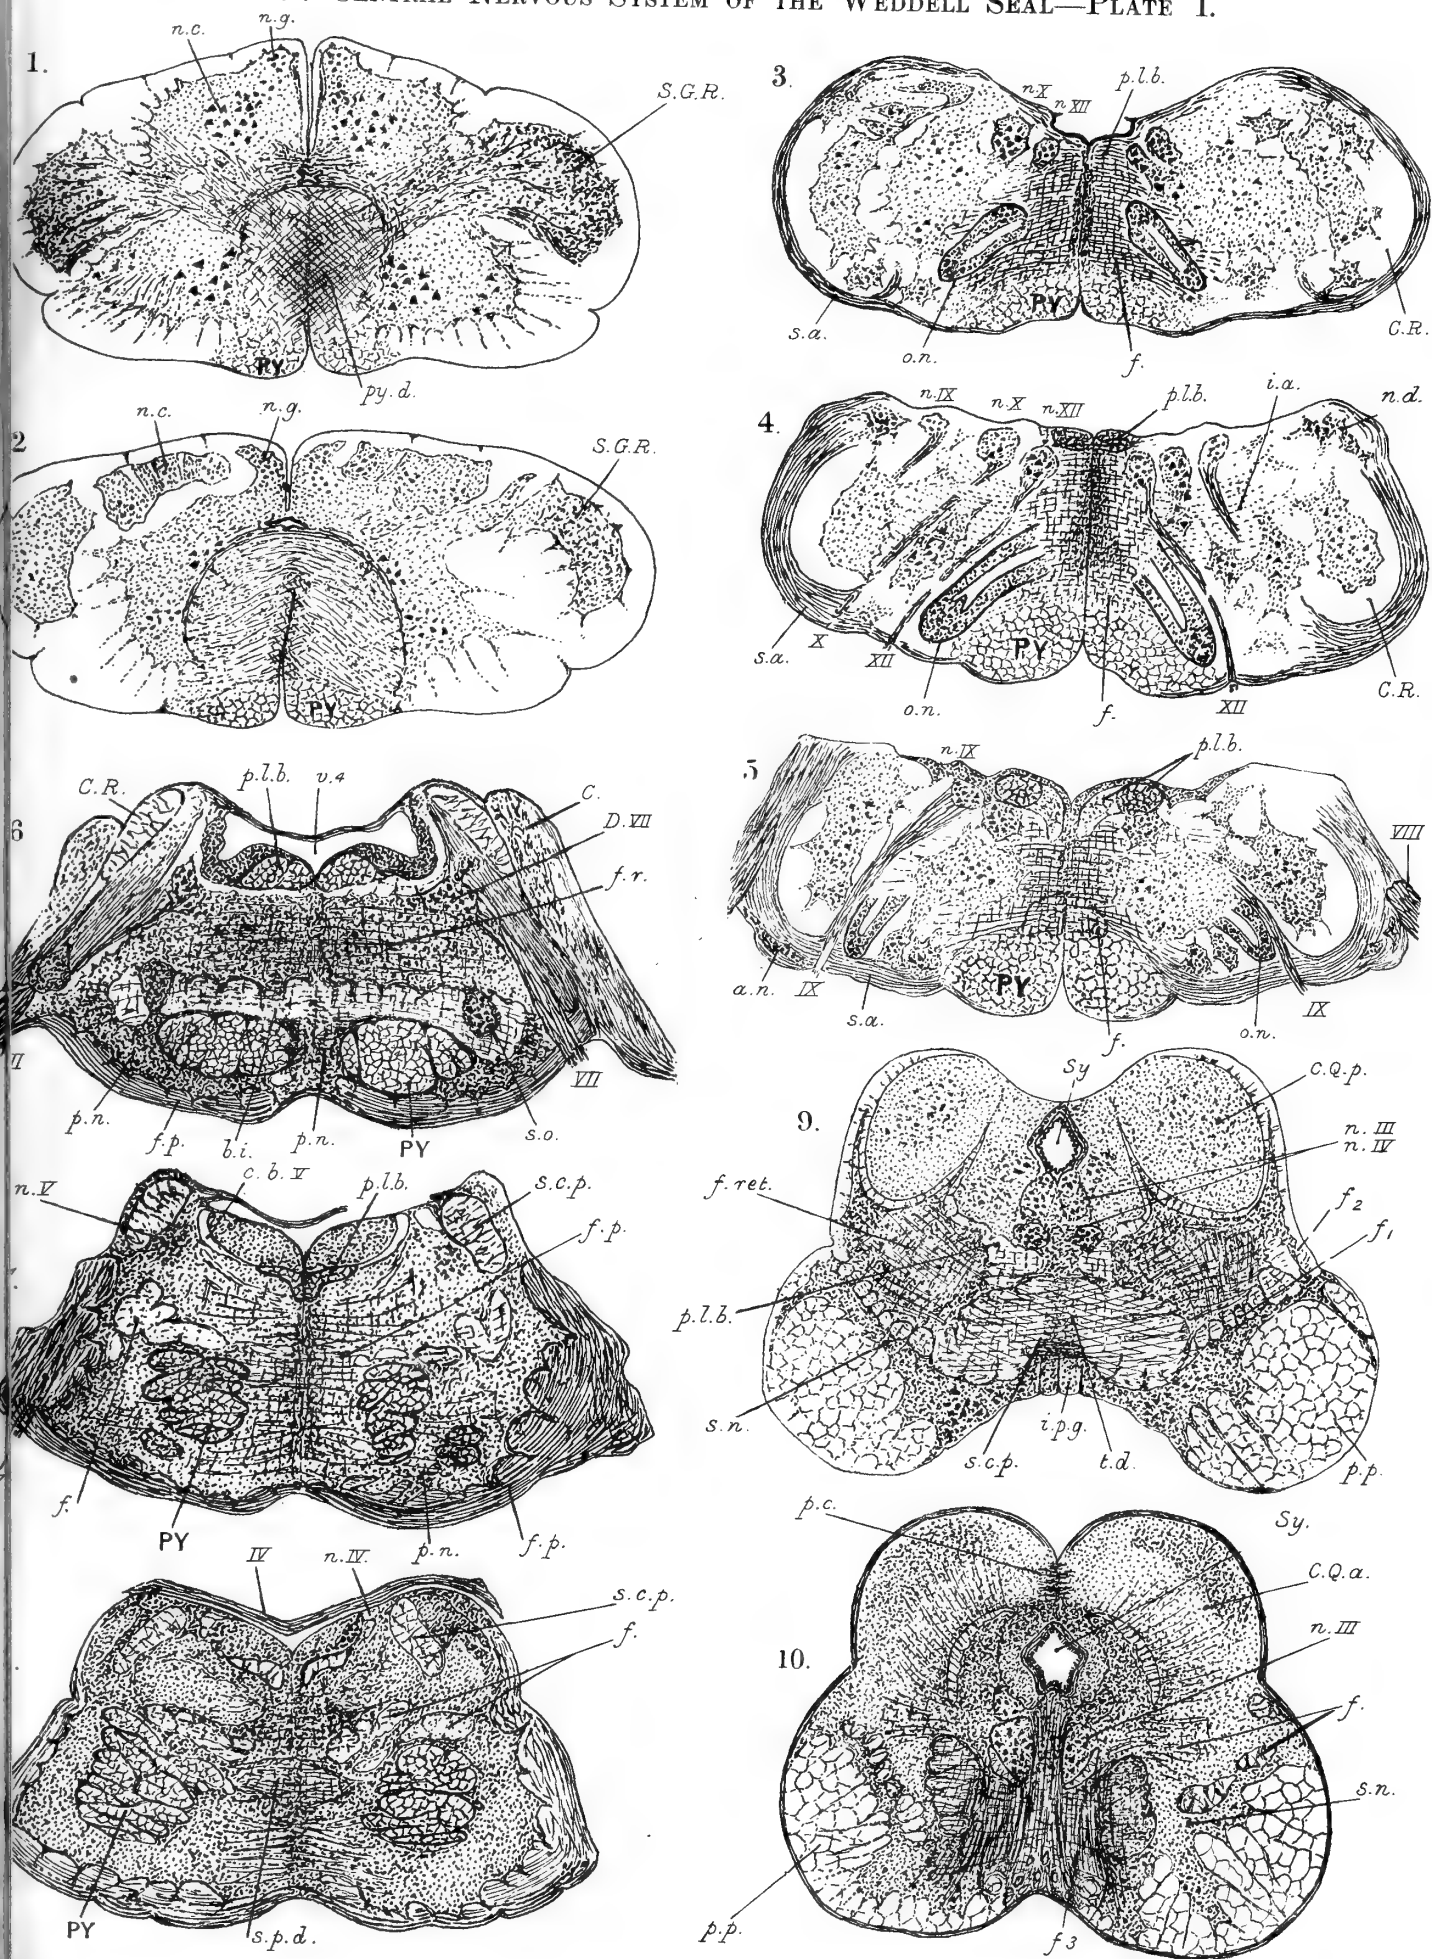 CENTRAL NERVOUS SYSTEM OF THE WEDDELL SEAL—PLATE I.
1.
n.c.
n.g.
S.G.R.
PY
py.d.
2
n.c.
n.g.
S.G.R.
PY
3.
n.X
n.XII
p.l.b.
s.a.
o.n.
PY
f.
C.R.
4.
n.IX
n.X
n.XII
p.l.b.
i.a.
n.d.
s.a.
X
XII
o.n.
PY
f.
XII
C.R.
5
n.IX
p.l.b.
VIII
a.n.
IX
s.a.
PY
f.
o.n.
IX
6
C.R.
p.l.b.
v.4
C.
D.VII
f.r.
p.n.
f.p.
b.i.
p.n.
PY
s.o.
VII
n.V
c.b.V
p.l.b.
s.c.p.
f.p.
f.
PY
p.n.
f.p.
IV
n.IV.
s.c.p.
f.
PY
s.p.d.
9.
Sy
C.Q.p.
n.III
n.IV
f.ret.
f2
f1
p.l.b.
s.n.
s.c.p.
i.p.g.
t.d.
p.p.
10.
p.c.
Sy.
C.Q.a.
n.III
f.
s.n.
p.p.
f3